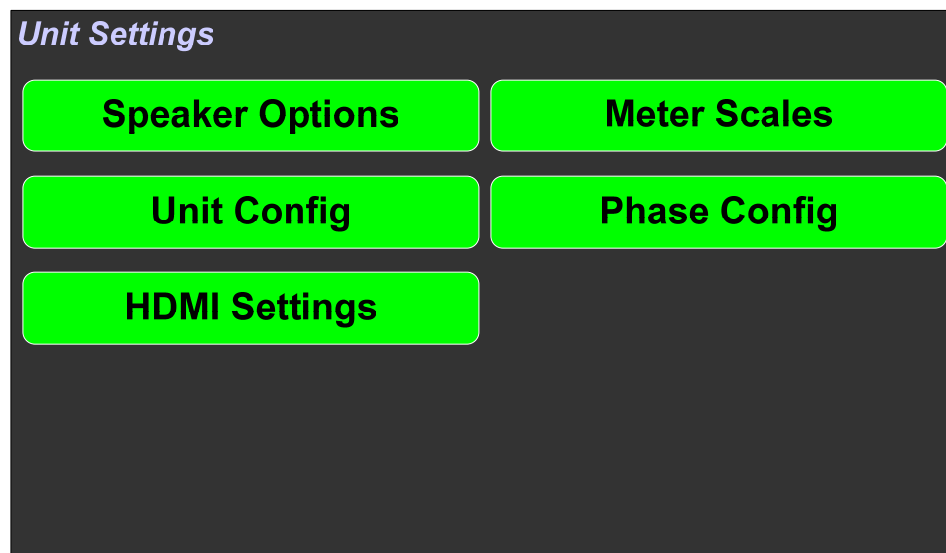 Unit Settings
Speaker Options
Meter Scales
Unit Config
Phase Config
HDMI Settings